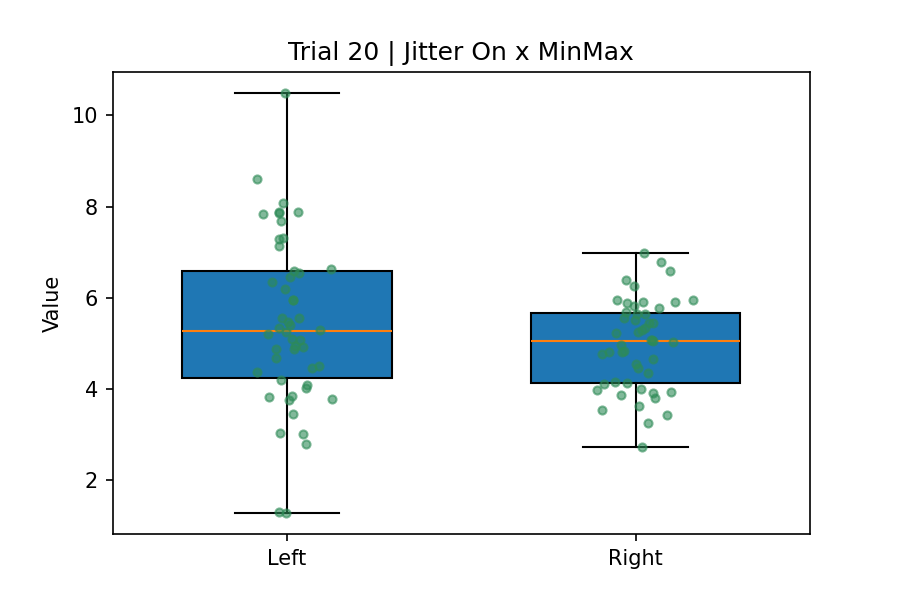 Trial 20 | Jitter On x MinMax
Value
10
8
6
4
2
Left
Right